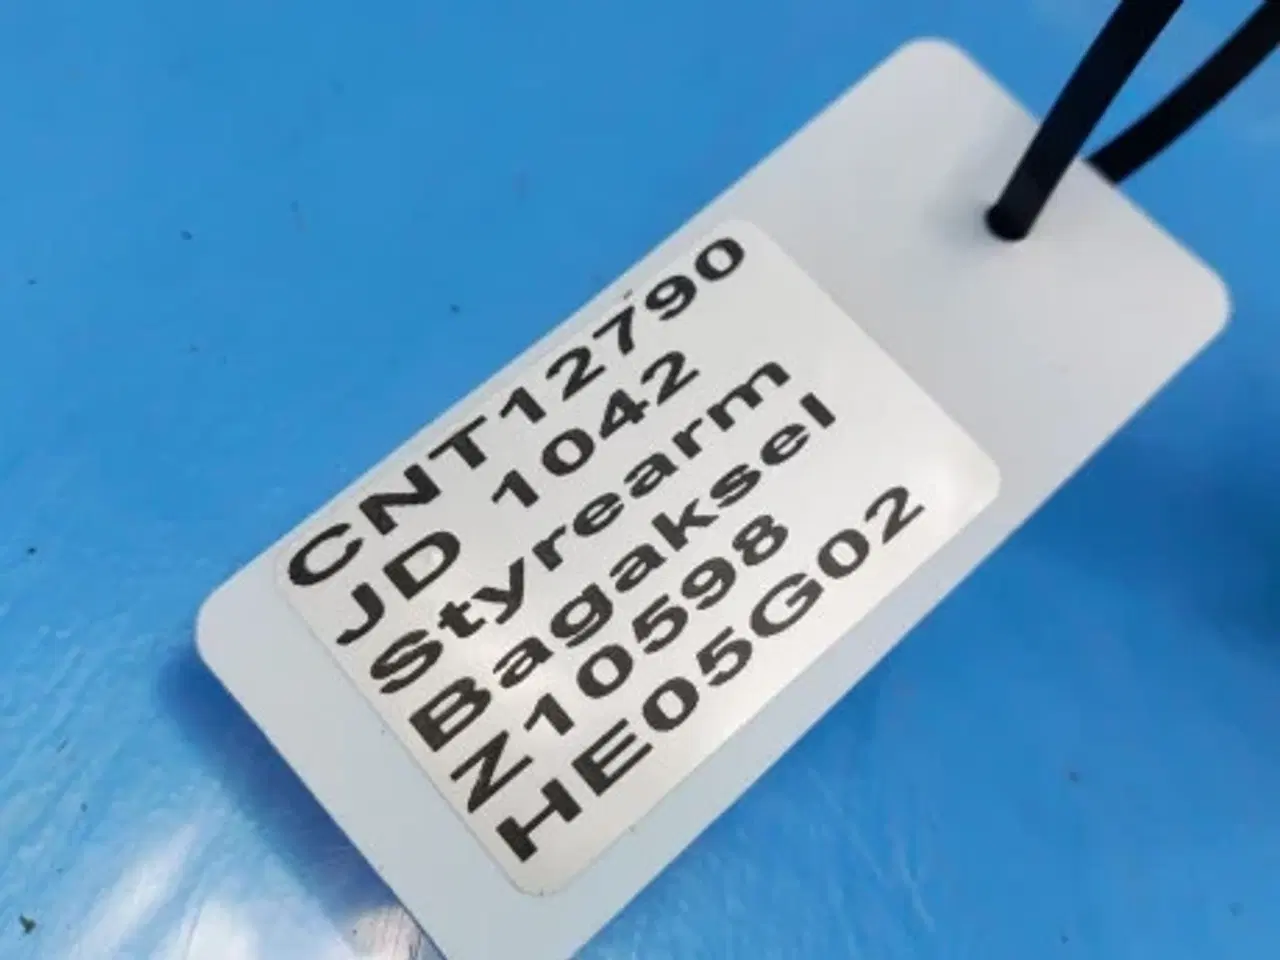 CNT12790
JD 1042
Styrearm
Bagaksel
Z10598
HE05G02